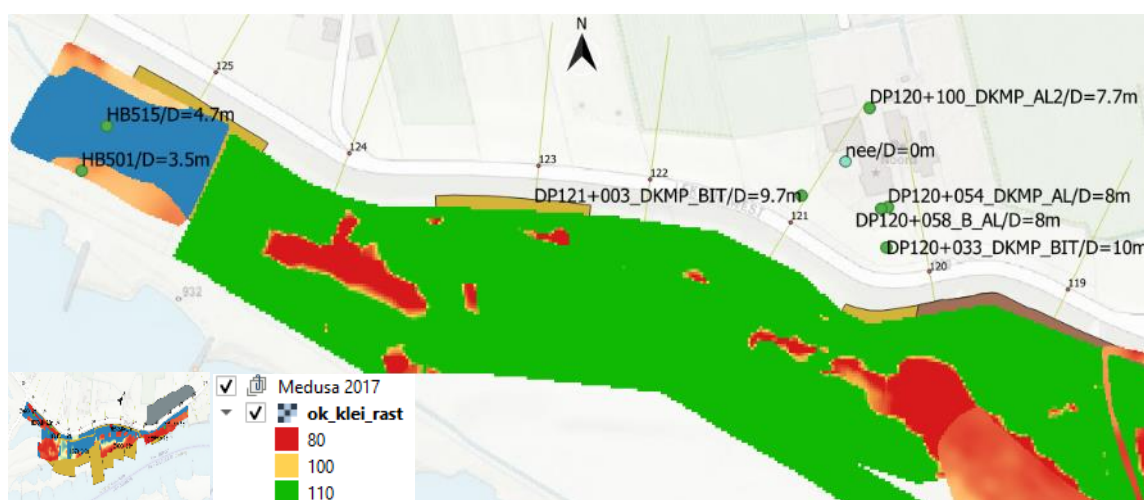 N
125
HB515/D=4.7m
DP120+100_DKMP_AL2/D=7.7m
124
123
nee/D=0m
HB501/D=3.5m
122
DP121+003_DKMP_BIT/D=9.7m
DP120+054_DKMP_AL/D=8m
121
DP120+058_B_AL/D=8m
DP120+033_DKMP_BIT/D=10m
120
119
932
Medusa 2017
ok_klei_rast
80
100
110